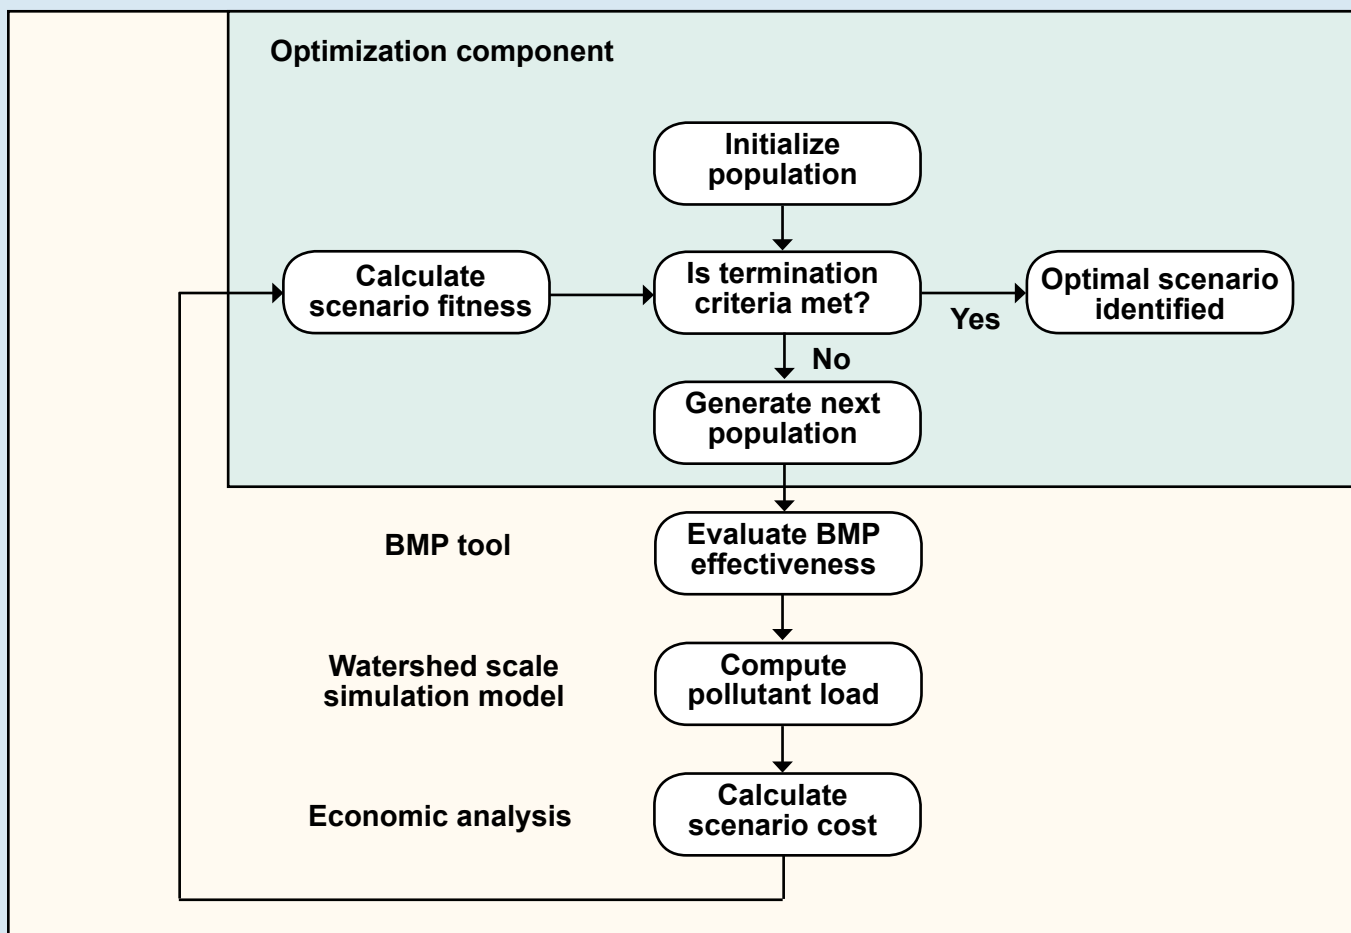 Optimization component
Initialize
population
Calculate
scenario fitness
Is termination
criteria met?
Yes
Optimal scenario
identified
No
Generate next
population
BMP tool
Evaluate BMP
effectiveness
Watershed scale
simulation model
Compute
pollutant load
Economic analysis
Calculate
scenario cost